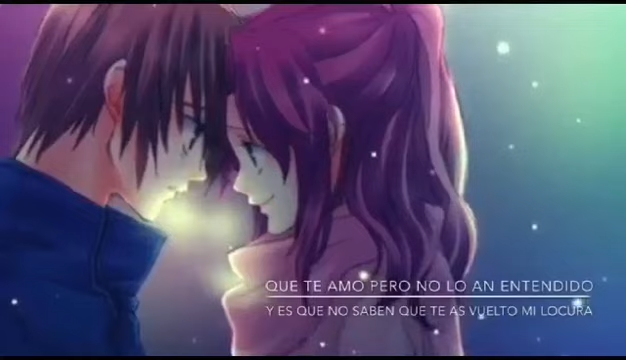 QUE TE AMO PERO NO LO AN ENTENDIDO
Y ES QUE NO SABEN QUE TE AS VUELTO MI LOCURA